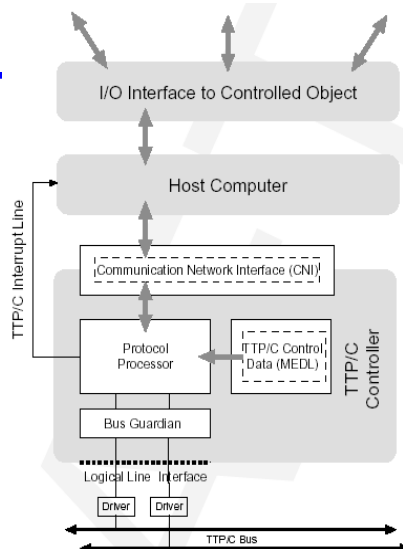 I/O Interface to Controlled Object
Host Computer
TTP/C Interrupt Line
Communication Network Interface (CNI)
Protocol
Processor
TTP/C Control
Data (MEDL)
TTP/C
Controller
Bus Guardian
Logical Line Interface
Driver
Driver
TTP/C Bus